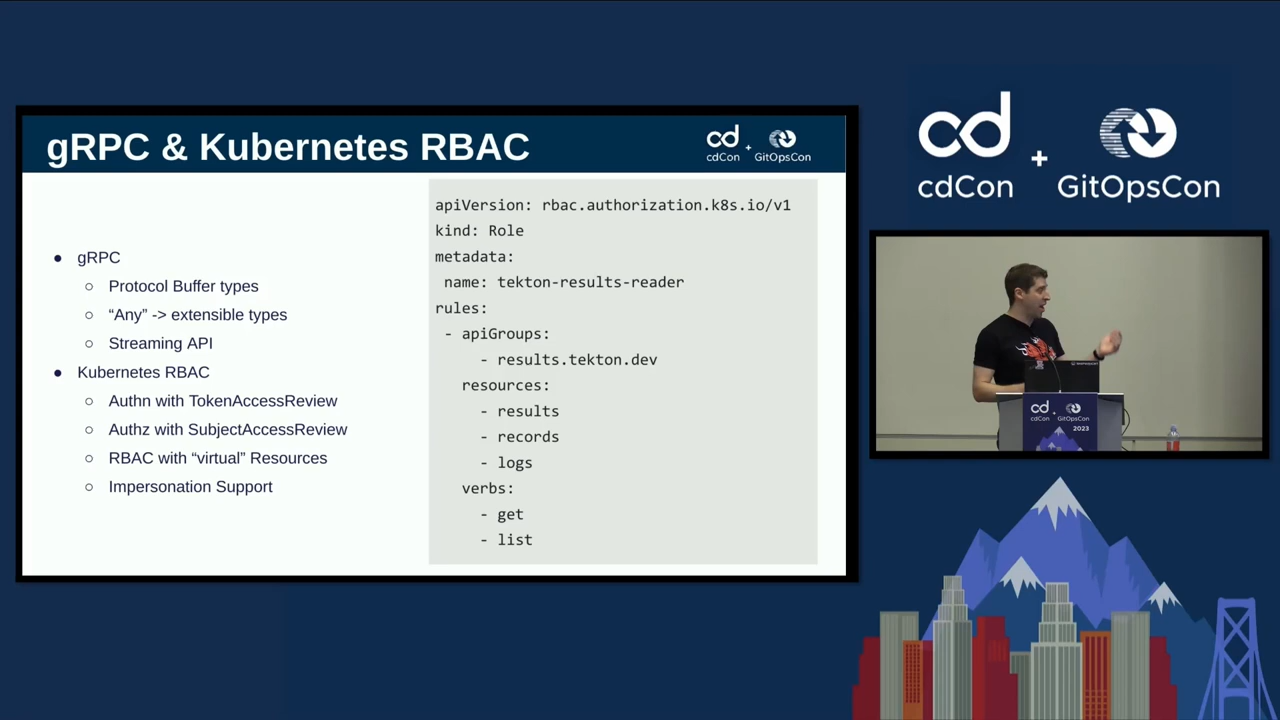 gRPC & Kubernetes RBAC
cd
cdCon
+
GitOpsCon
● gRPC
○ Protocol Buffer types
○ “Any” -> extensible types
○ Streaming API
● Kubernetes RBAC
○ Authn with TokenAccessReview
○ Authz with SubjectAccessReview
○ RBAC with “virtual” Resources
○ Impersonation Support
apiVersion: rbac.authorization.k8s.io/v1
kind: Role
metadata:
name: tekton-results-reader
rules:
- apiGroups:
- results.tekton.dev
resources:
- results
- records
- logs
verbs:
- get
- list
cd
cdCon
+
GitOpsCon
cd
cdCon
GitOpsCon
2023